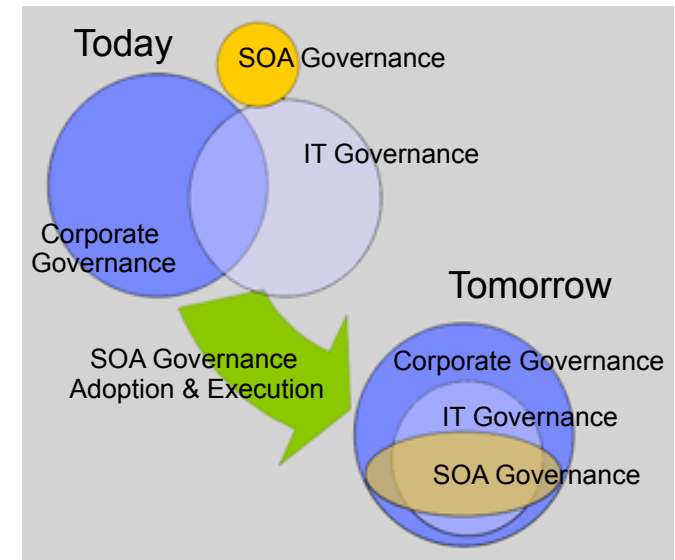 Today
SOA Governance
IT Governance
Corporate
Governance
Tomorrow
SOA Governance
Adoption & Execution
Corporate Governance
IT Governance
SOA Governance